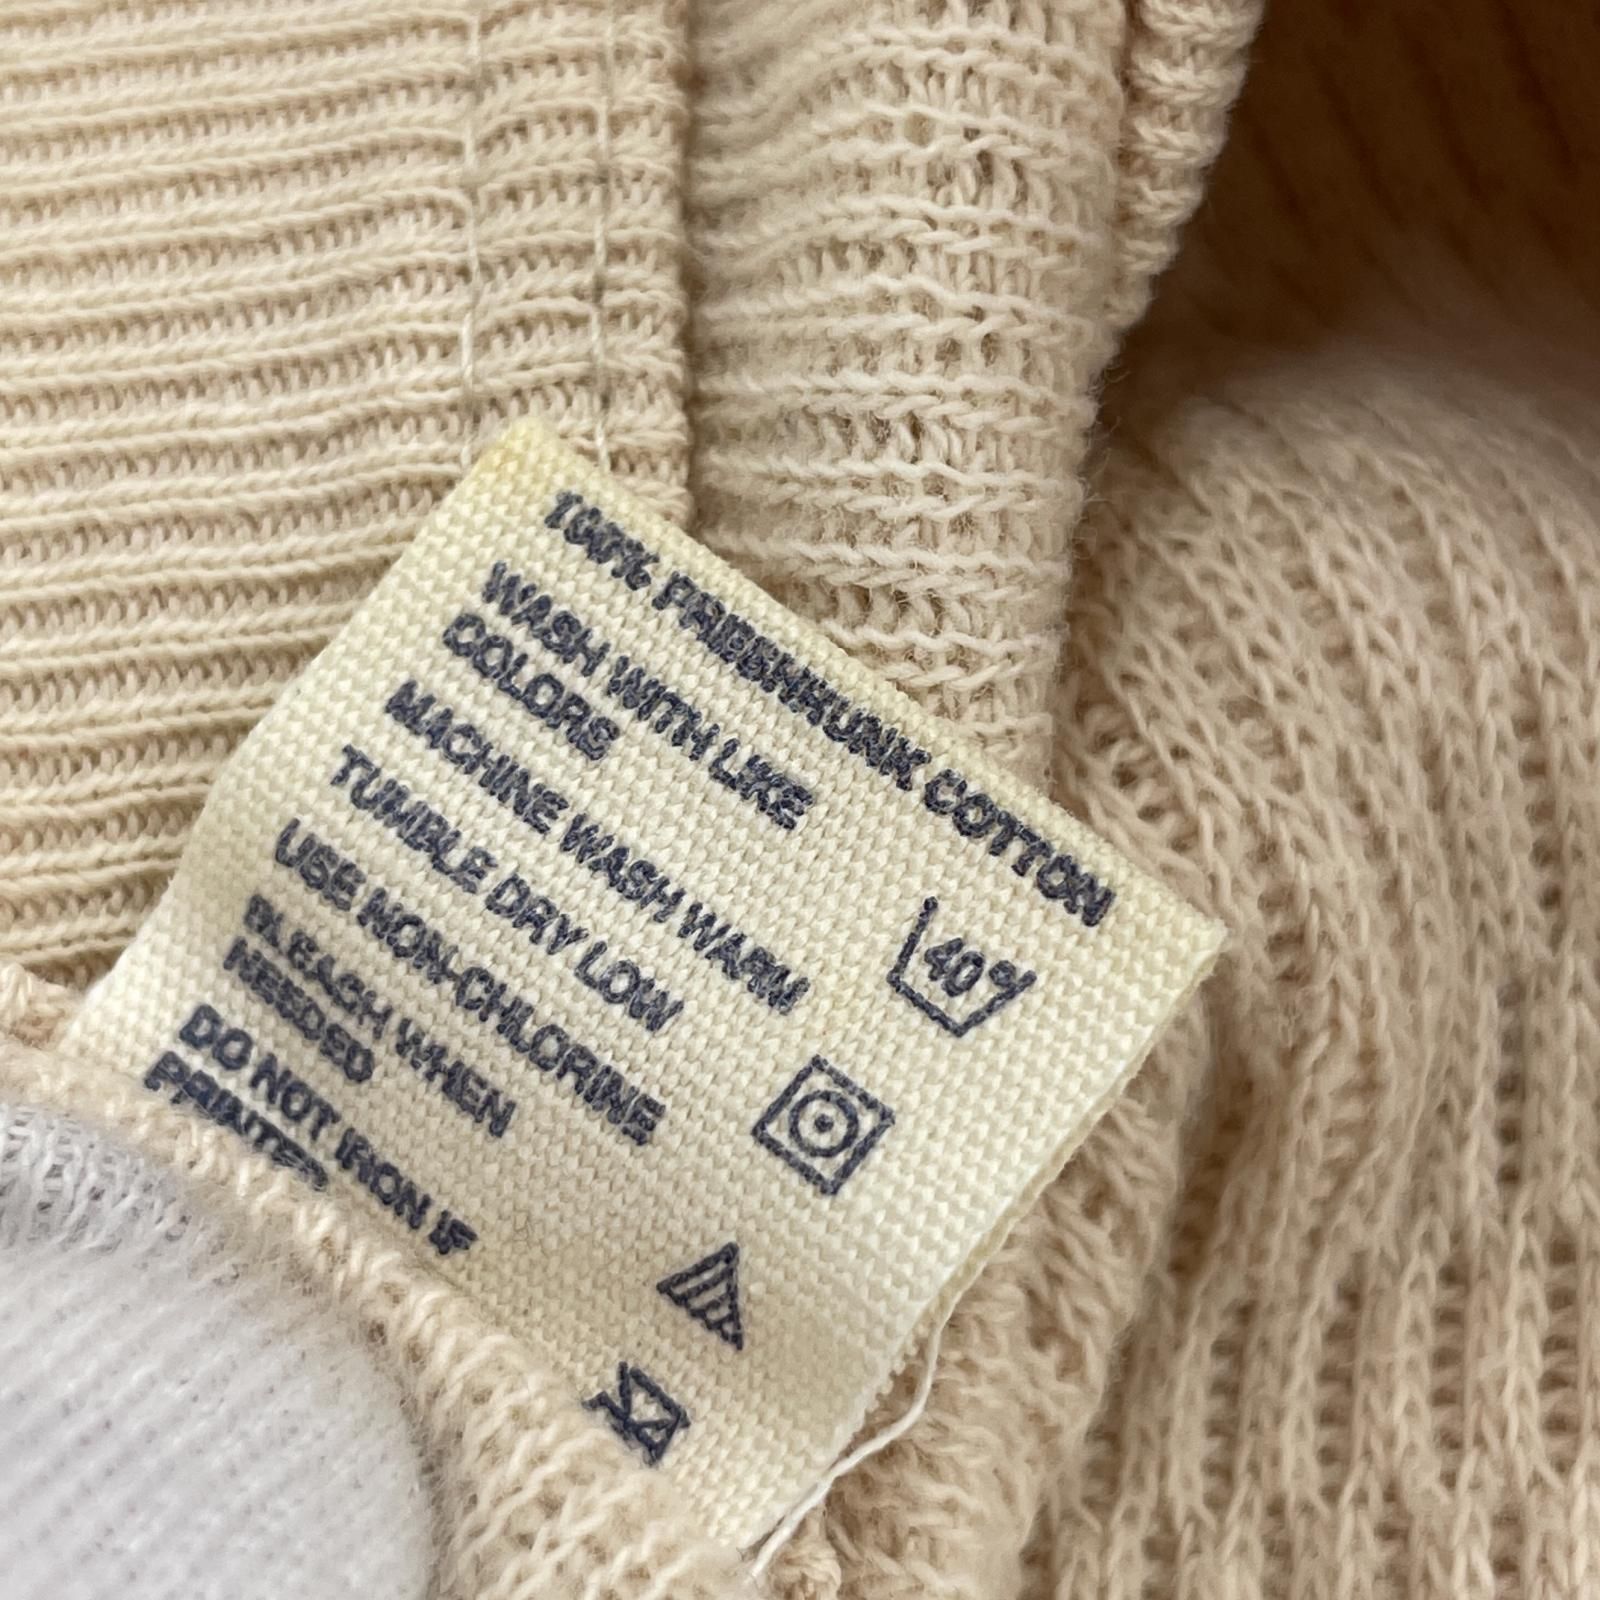 100% PREESHRUNK COTTON
WASH WITH LIKE
COLORS
MACHINE WASH WARM
TUMBLE DRY LOW
USE NON-CHLORINE
BLEACH WHEN
NEEDED
DO NOT IRON IF
PRINTED
40°